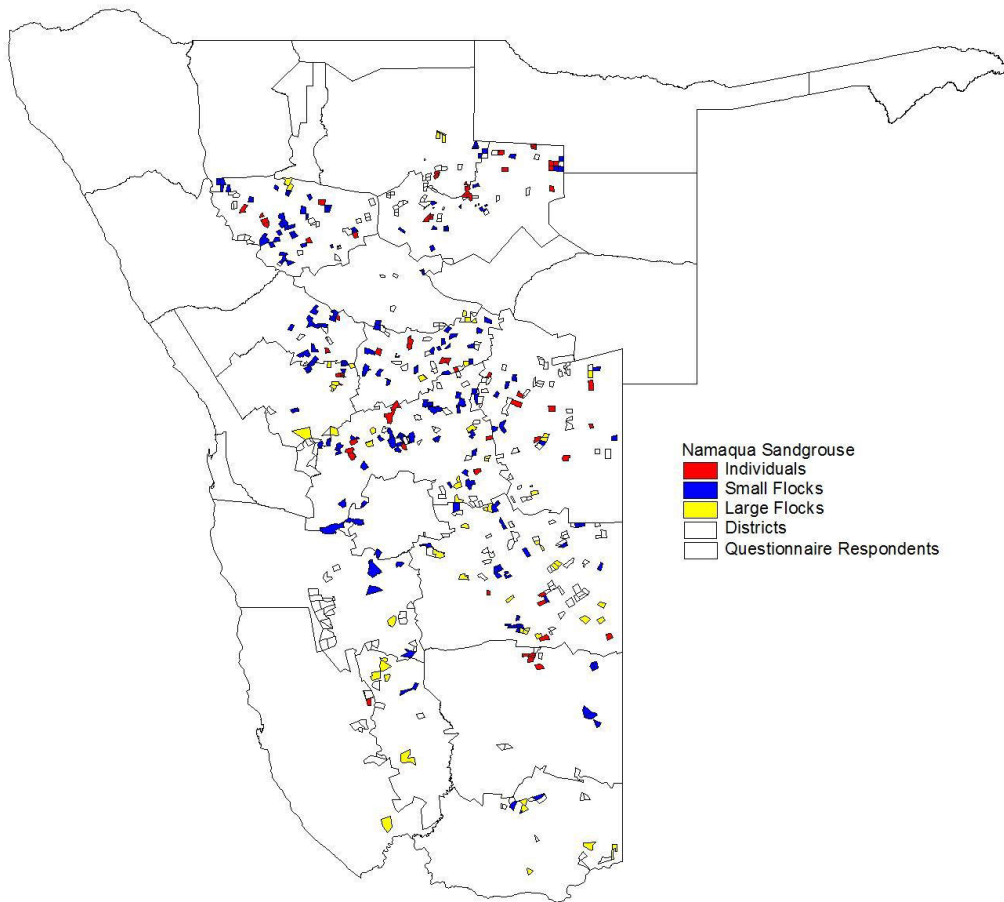 Namaqua Sandgrouse
Individuals
Small Flocks
Large Flocks
Districts
Questionnaire Respondents